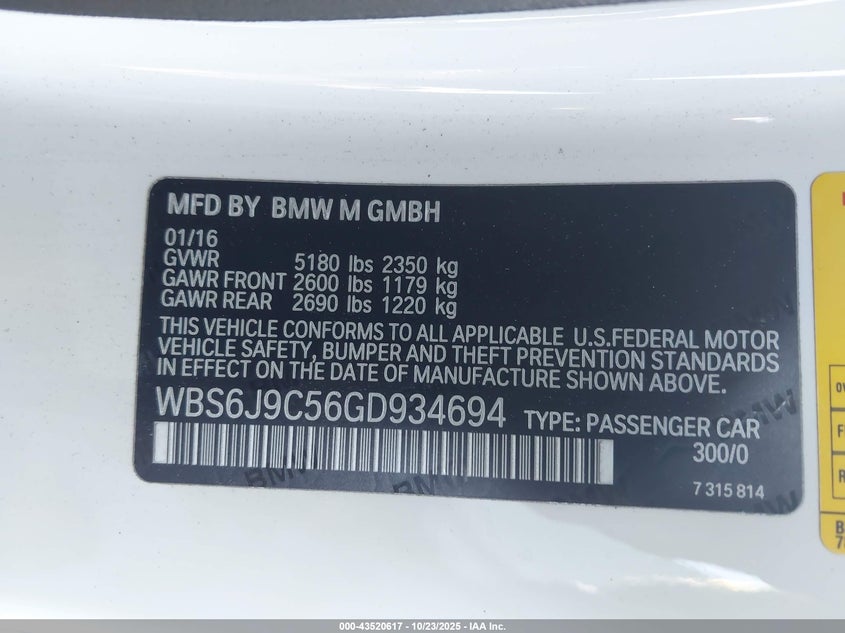 MFD BY BMW M GMBH
01/16
GVWR 5180 lbs 2350 kg
GAWR FRONT 2600 lbs 1179 kg
GAWR REAR 2690 lbs 1220 kg
THIS VEHICLE CONFORMS TO ALL APPLICABLE U.S.FEDERAL MOTOR
VEHICLE SAFETY, BUMPER AND THEFT PREVENTION STANDARDS
IN EFFECT ON THE DATE OF MANUFACTURE SHOWN ABOVE.
WBS6J9C56GD934694 TYPE: PASSENGER CAR
300/0
7 315 814
BMW BMW BMW
000-43520617 - 10/23/2025 - IAA Inc.